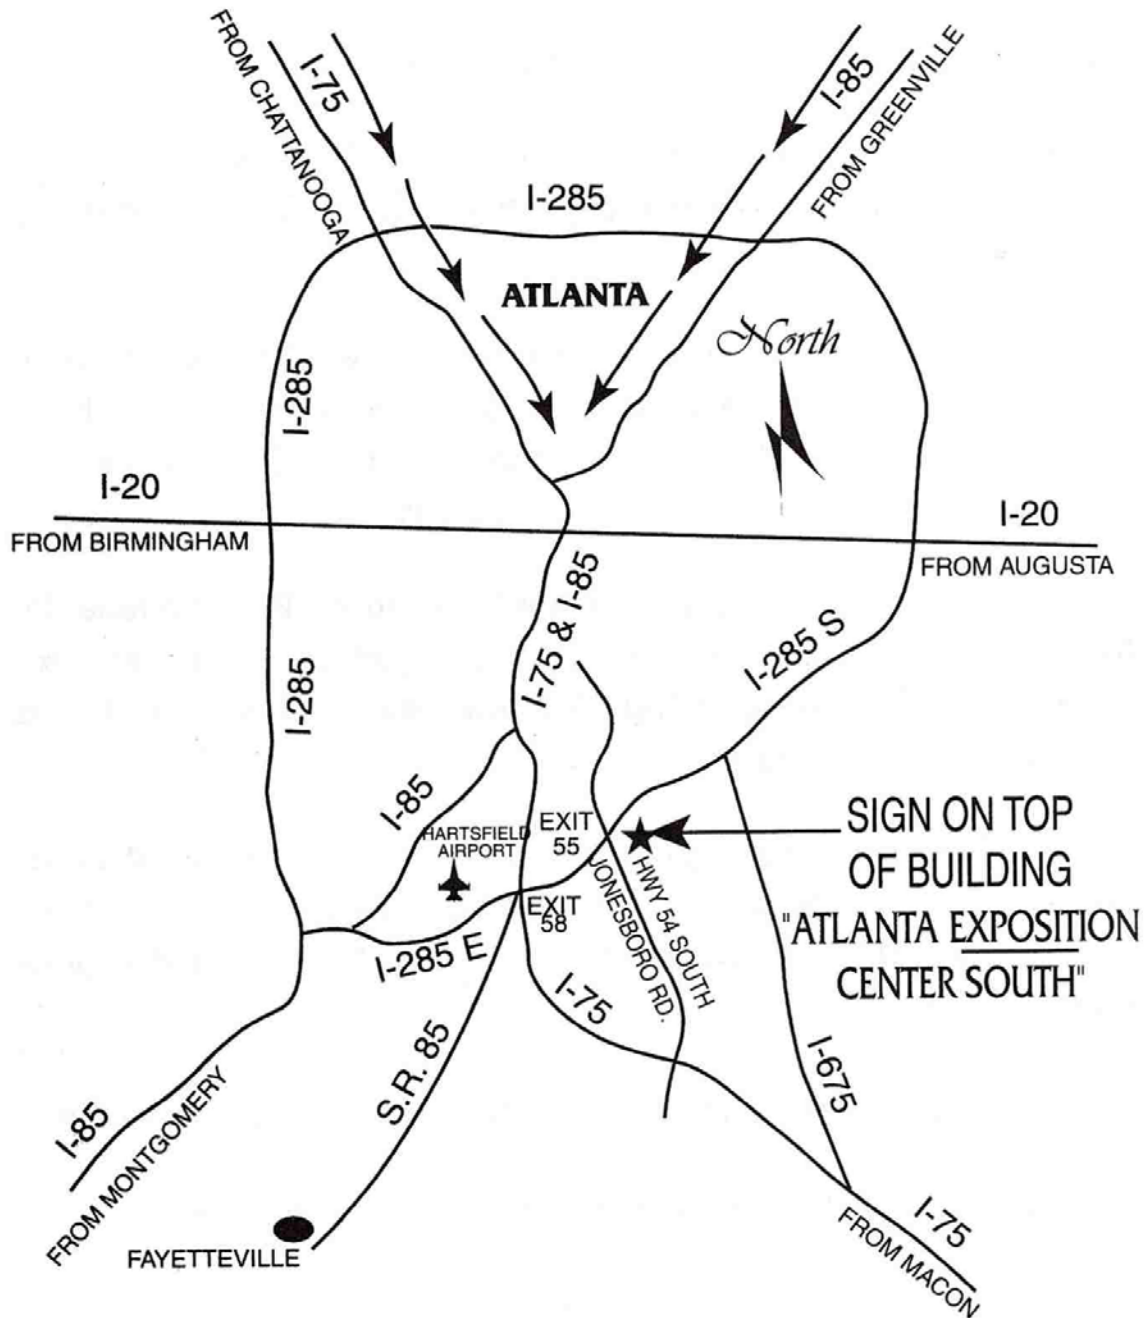 FROM CHATTANOOGA
I-75
I-85
FROM GREENVILLE
I-285
ATLANTA
North
I-285
I-20
I-20
FROM BIRMINGHAM
FROM AUGUSTA
I-75 & I-85
I-285 S
I-285
I-85
HARTSFIELD
AIRPORT
EXIT
55
SIGN ON TOP
OF BUILDING
"ATLANTA EXPOSITION
CENTER SOUTH"
HWY 54 SOUTH
JONESBORO RD.
EXIT
58
I-285 E
I-75
I-675
S.R. 85
I-85
FROM MONTGOMERY
FAYETTEVILLE
I-75
FROM MACON